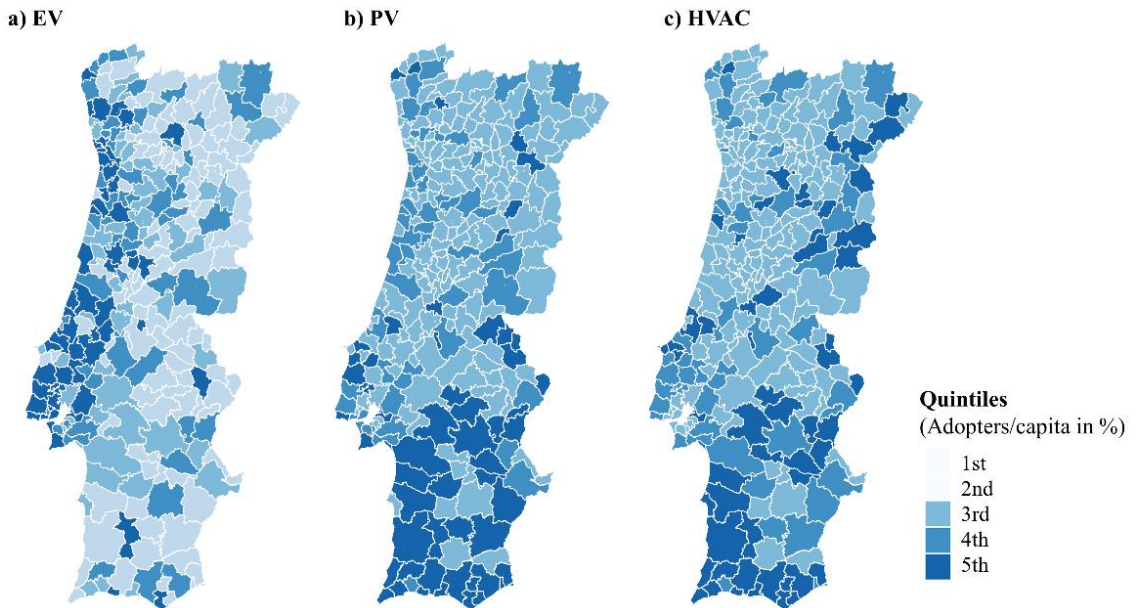 a) EV
b) PV
c) HVAC
Quintiles
(Adopters/capita in %)
1st
2nd
3rd
4th
5th